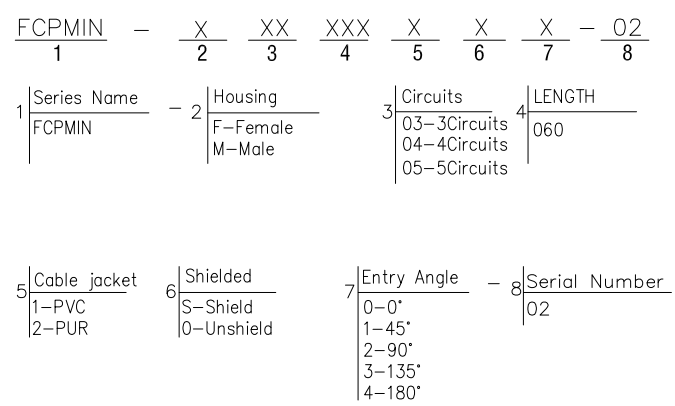 FCPMIN - X XX XXX X X X - 02
1 2 3 4 5 6 7 8
1 Series Name
FCPMIN
- 2 Housing
F-Female
M-Male
3 Circuits
03-3Circuits
04-4Circuits
05-5Circuits
4 LENGTH
060
5 Cable jacket
1-PVC
2-PUR
6 Shielded
S-Shield
0-Unshield
7 Entry Angle
0-0°
1-45°
2-90°
3-135°
4-180°
- 8 Serial Number
02